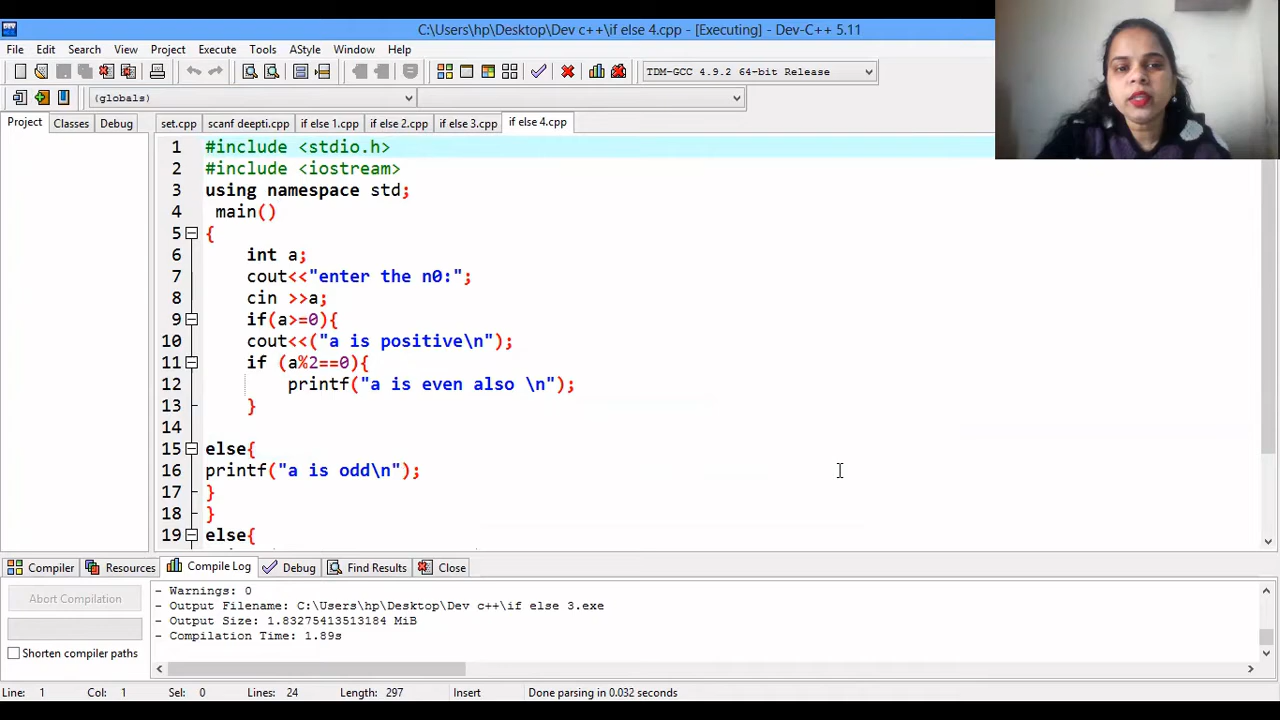 C:\Users\hp\Desktop\Dev c++\if else 4.cpp - [Executing] - Dev-C++ 5.11
File Edit Search View Project Execute Tools AStyle Window Help
TDM-GCC 4.9.2 64-bit Release
(globals)
Project Classes Debug set.cpp scanf deepti.cpp if else 1.cpp if else 2.cpp if else 3.cpp if else 4.cpp
1 #include <stdio.h>
2 #include <iostream>
3 using namespace std;
4 main()
5 {
6 int a;
7 cout<<"enter the n0:";
8 cin >>a;
9 if(a>=0){
10 cout<<("a is positive\n");
11 if (a%2==0){
12 printf("a is even also \n");
13 }
14
15 else{
16 printf("a is odd\n");
17 }
18 }
19 else{
Compiler Resources Compile Log Debug Find Results Close
Abort Compilation
Shorten compiler paths
- Warnings: 0
- Output Filename: C:\Users\hp\Desktop\Dev c++\if else 3.exe
- Output Size: 1.83275413513184 MiB
- Compilation Time: 1.89s
Line: 1 Col: 1 Sel: 0 Lines: 24 Length: 297 Insert Done parsing in 0.032 seconds